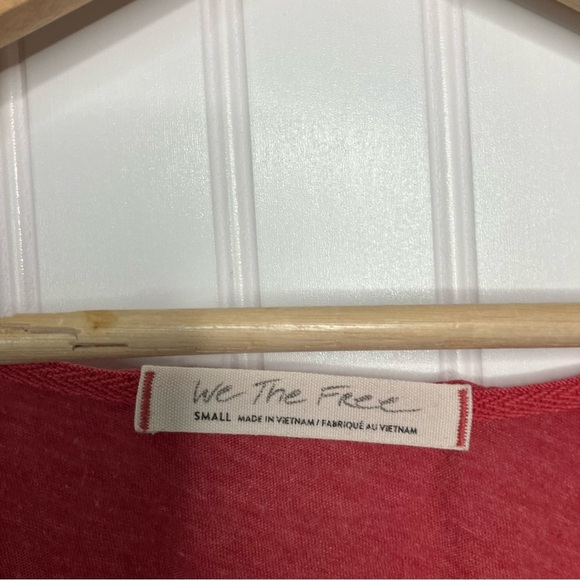 We The Free
SMALL MADE IN VIETNAM / FABRIQUÉ AU VIETNAM